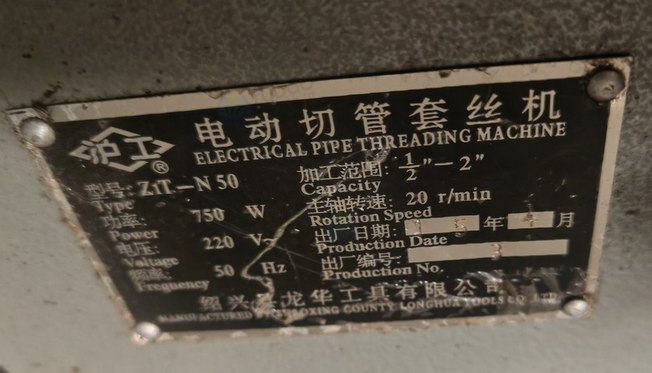 沪工®
电动切管套丝机
ELECTRICAL PIPE THREADING MACHINE
型号: Z1T-N 50 加工范围: 1/2"-2"
Type Capacity
功率: 750 W 主轴转速: 20 r/min
Power Rotation Speed
电压: 220 V 出厂日期: 年 月
Voltage Production Date
频率: 50 Hz 出厂编号:
Frequency Production No.
绍兴 龙华工具有限公司
MANUFACTURED BY SHAOXING COUNTY LONGHUA TOOLS CO LTD